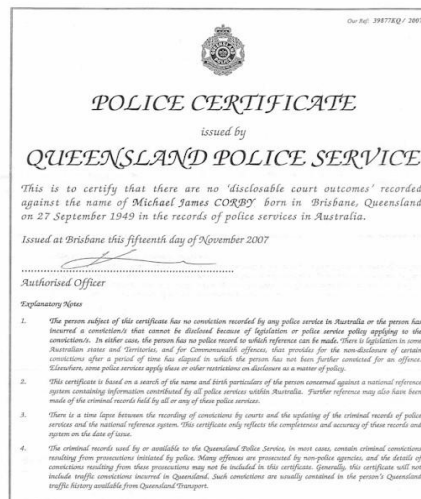 Our Ref: 39877KQ / 2007
POLICE CERTIFICATE
issued by
QUEENSLAND POLICE SERVICE
This is to certify that there are no 'disclosable court outcomes' recorded
against the name of Michael James CORBY born in Brisbane, Queensland
on 27 September 1949 in the records of police services in Australia.
Issued at Brisbane this fifteenth day of November 2007
Authorised Officer
Explanatory Notes
1. The person subject of this certificate has no conviction recorded by any police service in Australia or the person has
incurred a conviction/s that cannot be disclosed because of legislation or police service policy applying to the
conviction/s. In either case, the person has no police record to which reference can be made. There is legislation in some
Australian states and Territories, and for Commonwealth offences, that provides for the non-disclosure of certain
convictions after a period of time has elapsed in which the person has not been further convicted for an offence.
Elsewhere, some police services apply these or other restrictions on disclosure as a matter of policy.
2. This certificate is based on a search of the name and birth particulars of the person concerned against a national reference
system containing information contributed by all police services within Australia. Further reference may also have been
made of the criminal records held by all or any of these police services.
3. There is a time lapse between the recording of convictions by courts and the updating of the criminal records of police
services and the national reference system. This certificate only reflects the completeness and accuracy of these records and
system on the date of issue.
4. The criminal records used by or available to the Queensland Police Service, in most cases, contain criminal convictions
resulting from prosecutions initiated by police. Many offences are prosecuted by non-police agencies, and the details of
convictions resulting from these prosecutions may not be included in this certificate. Generally, this certificate will not
include traffic convictions incurred in Queensland. Such convictions are usually contained in the person's Queensland
traffic history available from Queensland Transport.